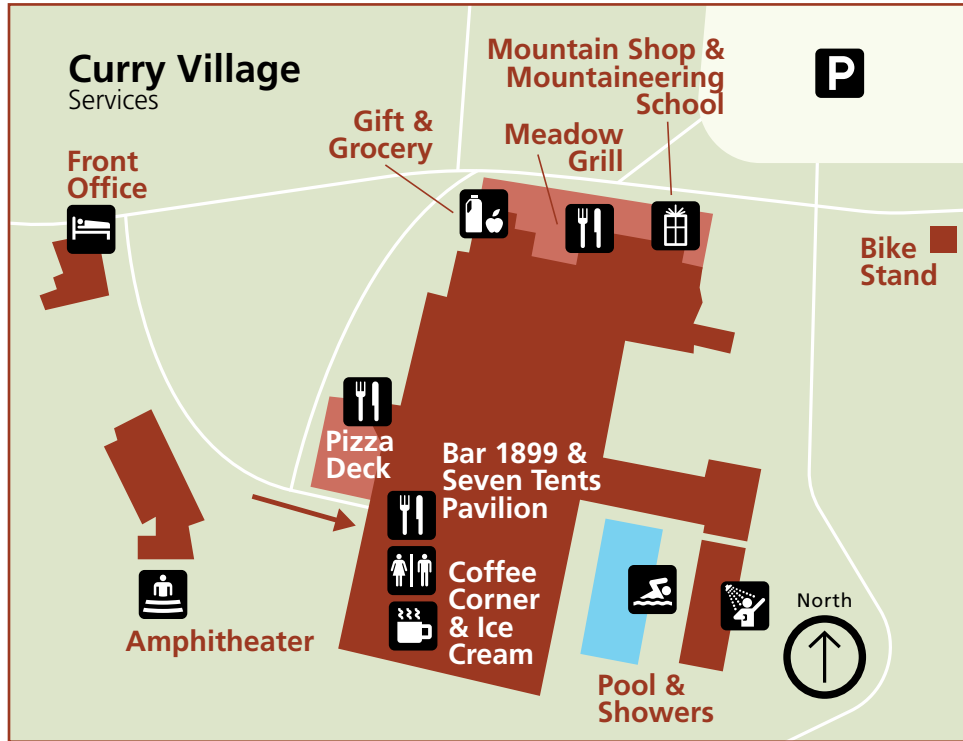 Curry Village
Services
Mountain Shop &
Mountaineering
School
P
Gift &
Grocery
Meadow
Grill
Front
Office
Bike
Stand
Pizza
Deck
Bar 1899 &
Seven Tents
Pavilion
Coffee
Corner
& Ice
Cream
Amphitheater
North
Pool &
Showers